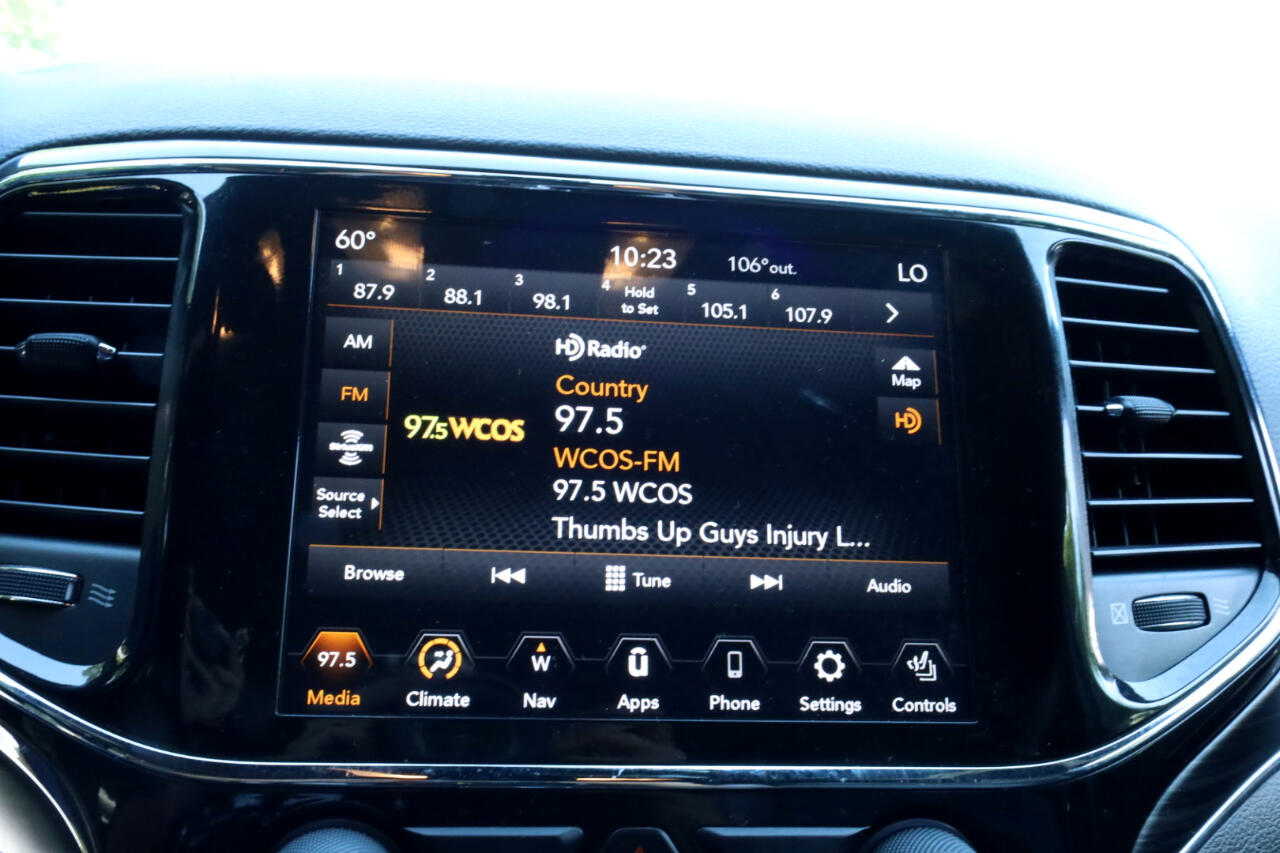 60°
10:23
106° out.
LO
1 87.9
2 88.1
3 98.1
4 Hold to Set
5 105.1
6 107.9
AM
FM
SiriusXM
Source
Select
97.5 WCOS
HD Radio®
Country
97.5
WCOS-FM
97.5 WCOS
Thumbs Up Guys Injury L...
Map
HD
Browse
Tune
Audio
97.5
Media
Climate
W
Nav
u
Apps
Phone
Settings
Controls